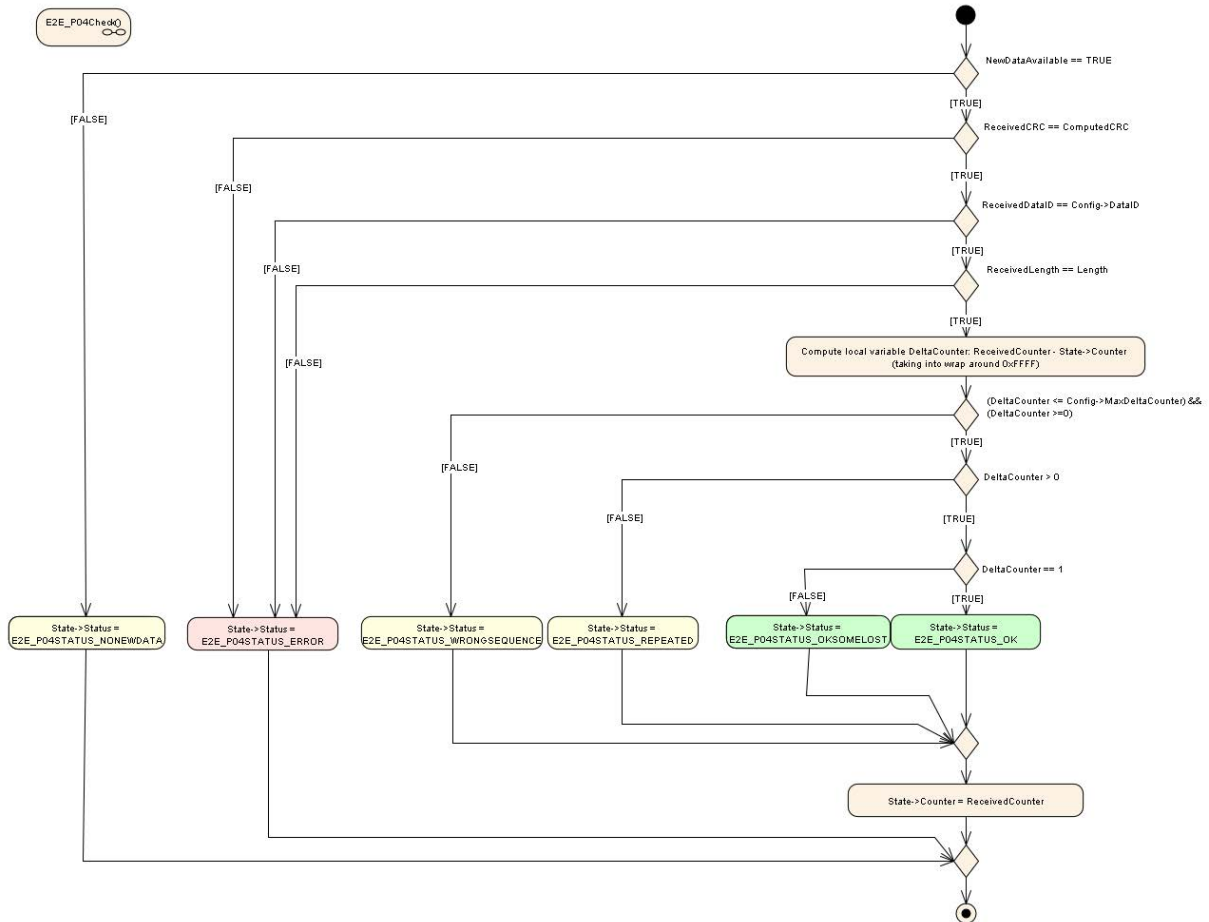 E2E_P04Check()
NewDataAvailable == TRUE
[TRUE]
[FALSE]
ReceivedCRC == ComputedCRC
[TRUE]
[FALSE]
ReceivedDataID == Config->DataID
[TRUE]
[FALSE]
ReceivedLength == Length
[TRUE]
[FALSE]
Compute local variable DeltaCounter: ReceivedCounter - State->Counter
(taking into wrap around 0xFFFF)
(DeltaCounter <= Config->MaxDeltaCounter) &&
(DeltaCounter >=0)
[TRUE]
[FALSE]
DeltaCounter > 0
[TRUE]
[FALSE]
DeltaCounter == 1
[FALSE]
[TRUE]
State->Status =
E2E_P04STATUS_NONEWDATA
State->Status =
E2E_P04STATUS_ERROR
State->Status =
E2E_P04STATUS_WRONGSEQUENCE
State->Status =
E2E_P04STATUS_REPEATED
State->Status =
E2E_P04STATUS_OKSOMELOST
State->Status =
E2E_P04STATUS_OK
State->Counter = ReceivedCounter